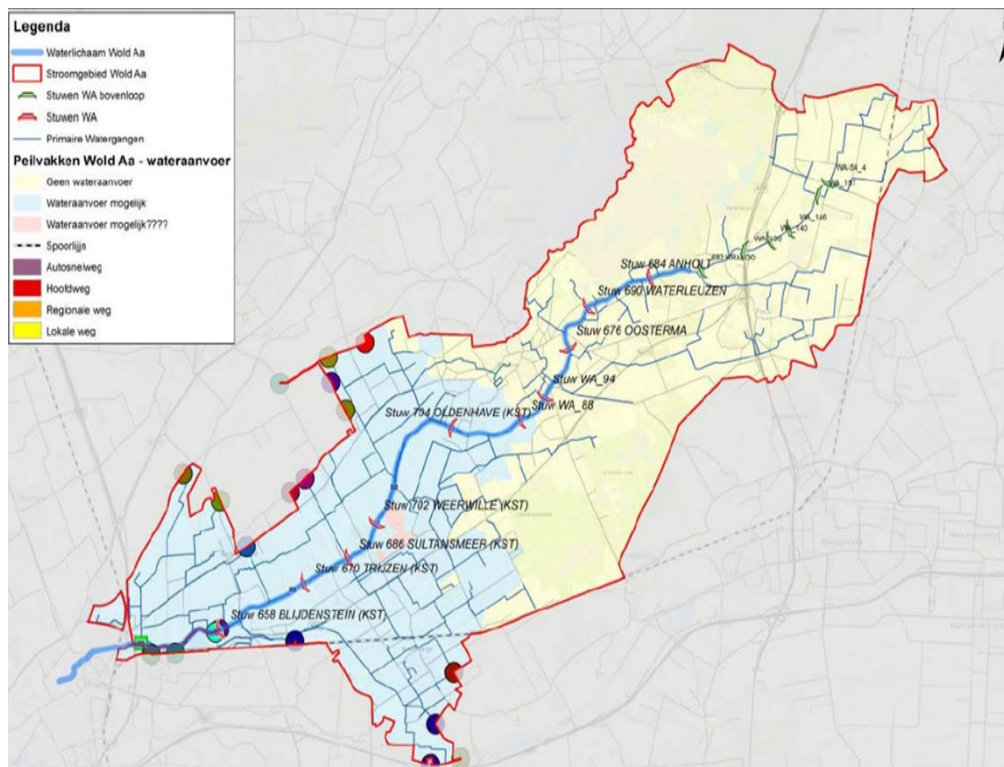 Legenda
Waterlichaam Wold Aa
Stroomgebied Wold Aa
Stuwen WA bovenloop
Stuwen WA
Primaire Watergangen
Peilvakken Wold Aa - wateraanvoer
Geen wateraanvoer
Wateraanvoer mogelijk
Wateraanvoer mogelijk????
Spoorlijn
Autosnelweg
Hoofdweg
Regionale weg
Lokale weg
WA-54_4
WA_146
WA_140
Stuw 684 ANHOLT
Stuw 690 WATERLEUZEN
Stuw 676 OOSTERMA
Stuw WA_94
Stuw WA_88
Stuw 704 OLDENHAVE (KST)
Stuw 702 WEERWILLE (KST)
Stuw 686 SULTANSMEER (KST)
Stuw 670 TRIJZEN (KST)
Stuw 658 BLIJDENSTEIN (KST)